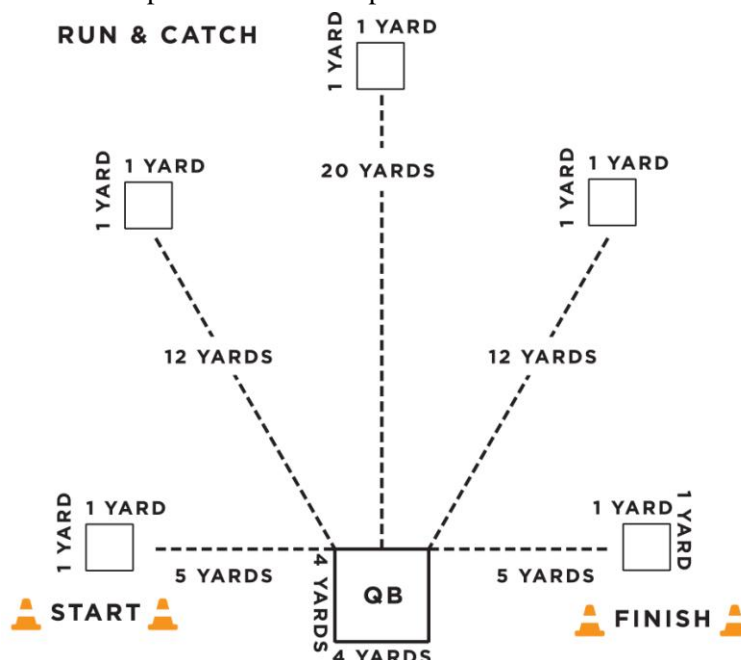 RUN & CATCH
1 YARD
1 YARD
20 YARDS
1 YARD
1 YARD
1 YARD
1 YARD
12 YARDS
12 YARDS
1 YARD
1 YARD
1 YARD
1 YARD
5 YARDS
4 YARDS
QB
5 YARDS
START
FINISH
4 YARDS